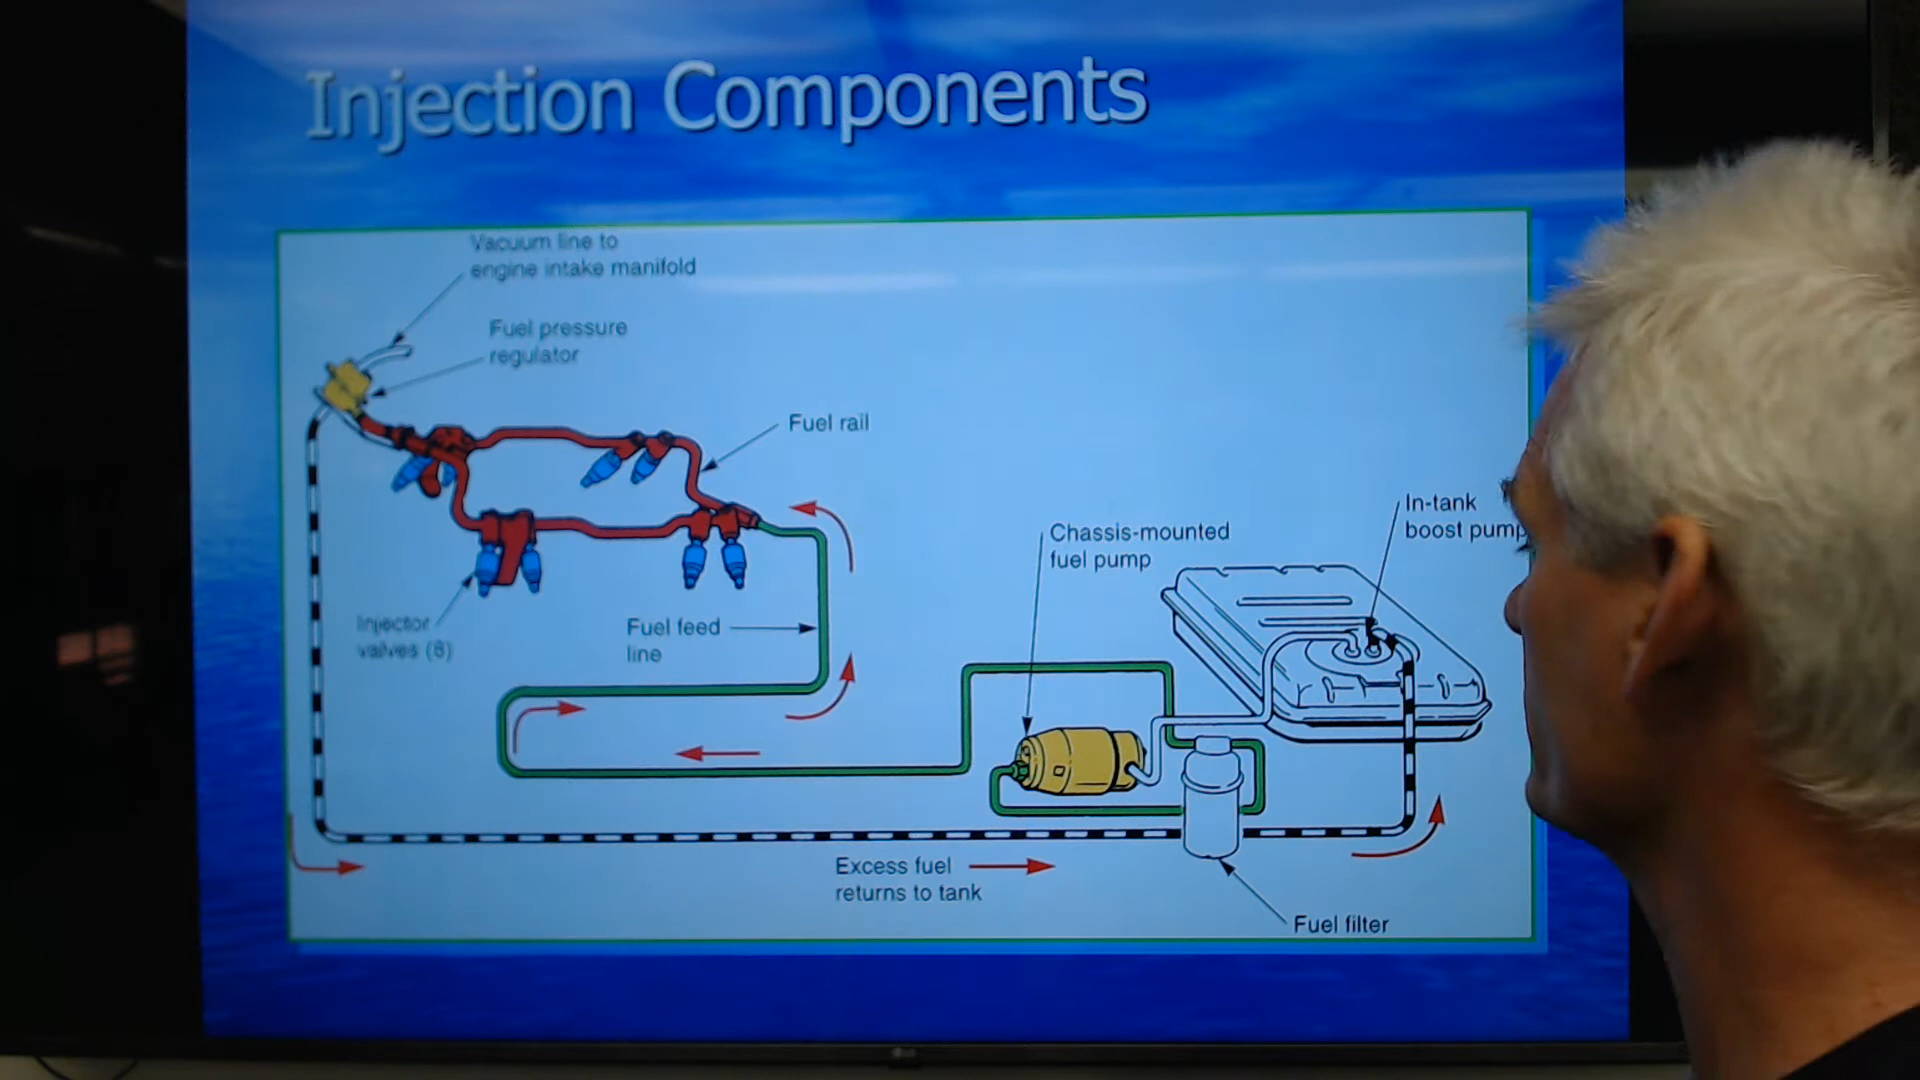 Injection Components
Vacuum line to
engine intake manifold
Fuel pressure
regulator
Fuel rail
In-tank
boost pump
Chassis-mounted
fuel pump
Injector
valves (8)
Fuel feed
line
Excess fuel
returns to tank
Fuel filter